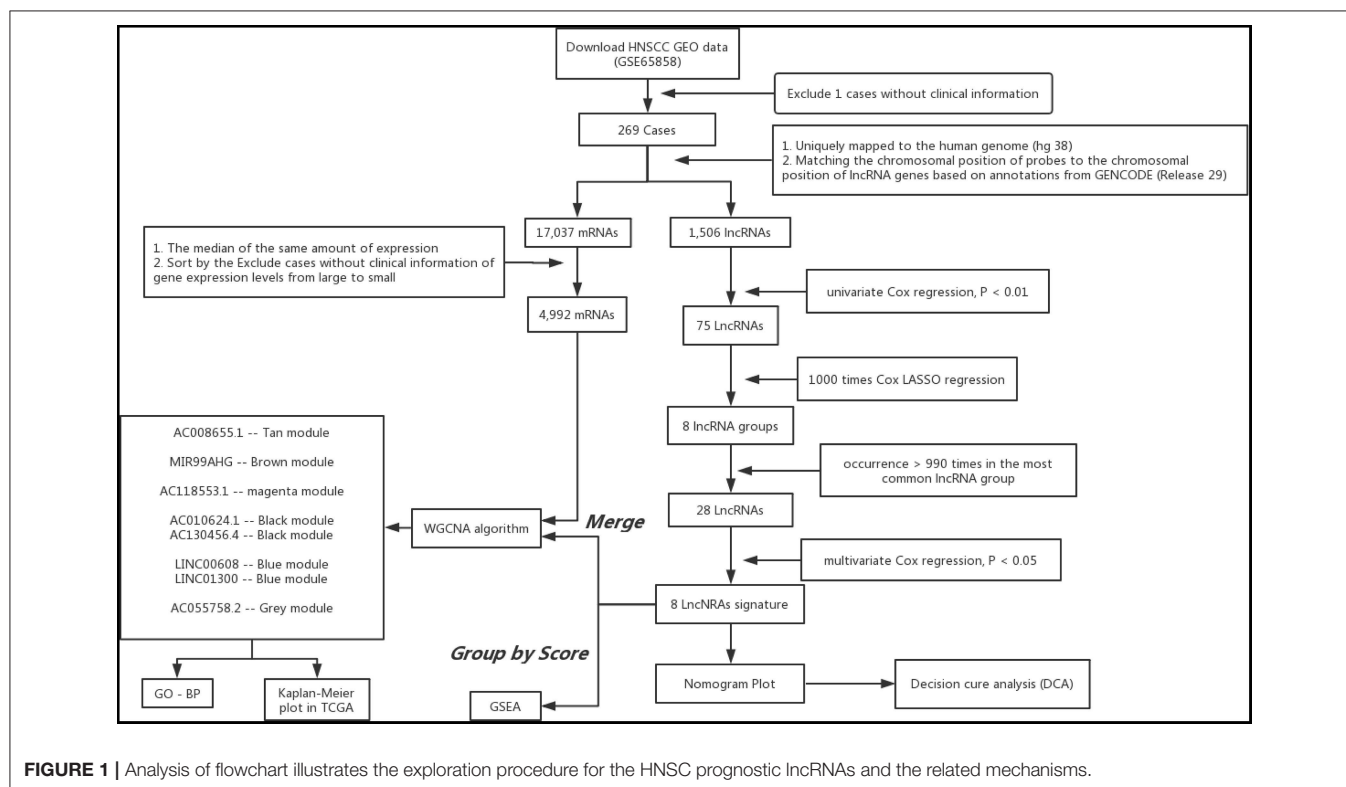 Download HNSCC GEO data
(GSE65858)
Exclude 1 cases without clinical information
269 Cases
1. Uniquely mapped to the human genome (hg 38)
2. Matching the chromosomal position of probes to the chromosomal
position of lncRNA genes based on annotations from GENCODE (Release 29)
17,037 mRNAs
1,506 lncRNAs
1. The median of the same amount of expression
2. Sort by the Exclude cases without clinical information of
gene expression levels from large to small
univariate Cox regression, P < 0.01
4,992 mRNAs
75 LncRNAs
1000 times Cox LASSO regression
8 lncRNA groups
occurrence > 990 times in the most
common lncRNA group
28 LncRNAs
multivariate Cox regression, P < 0.05
8 LncNRAs signature
Merge
WGCNA algorithm
AC008655.1 -- Tan module
MIR99AHG -- Brown module
AC118553.1 -- magenta module
AC010624.1 -- Black module
AC130456.4 -- Black module
LINC00608 -- Blue module
LINC01300 -- Blue module
AC055758.2 -- Grey module
Group by Score
GO - BP
Kaplan-Meier
plot in TCGA
GSEA
Nomogram Plot
Decision cure analysis (DCA)
FIGURE 1 | Analysis of flowchart illustrates the exploration procedure for the HNSC prognostic lncRNAs and the related mechanisms.